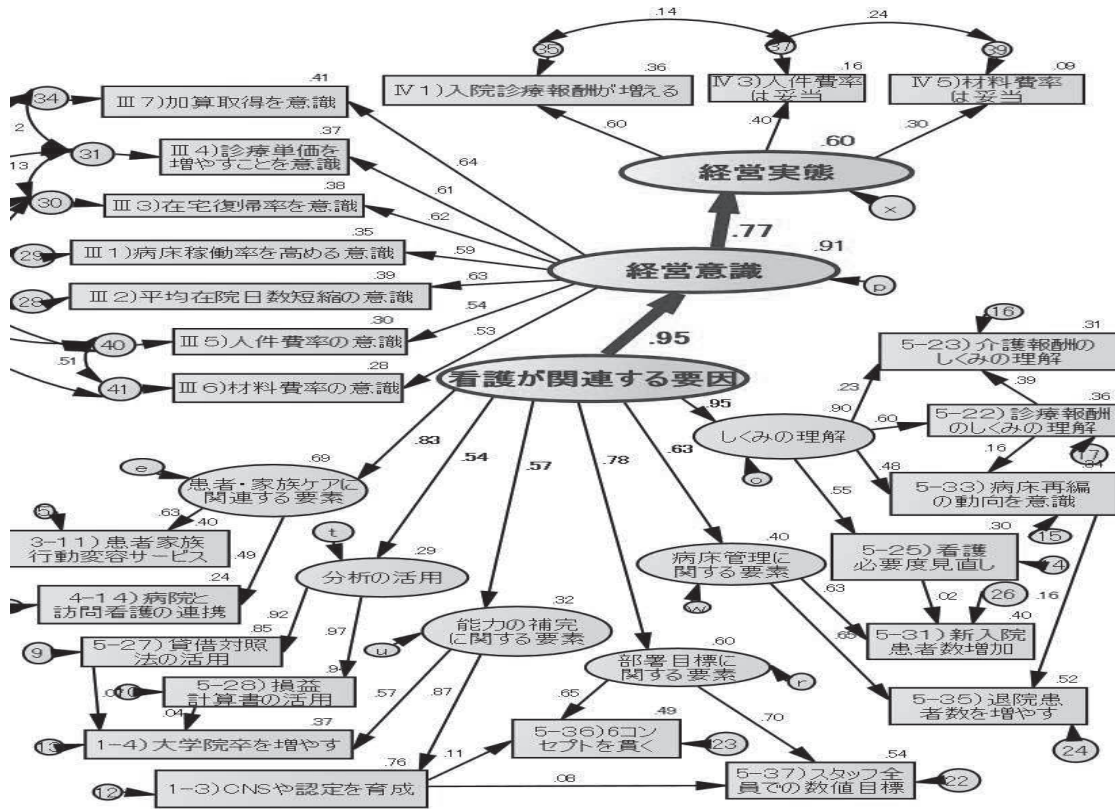 .14
.24
35
37
39
.41
.36
.16
.09
34
Ⅲ7)加算取得を意識
Ⅳ1)入院診療報酬が増える
Ⅳ3)人件費率
は妥当
Ⅳ5)材料費率
は妥当
2
.37
.60
.40
.30
31
Ⅲ4)診療単価を
増やすことを意識
.64
.60
13
.38
.61
経営実態
30
Ⅲ3)在宅復帰率を意識
.62
x
.35
.77
.91
29
Ⅲ1)病床稼働率を高める意識
.59
経営意識
.39
.63
p
28
Ⅲ2)平均在院日数短縮の意識
.54
.30
.53
16
40
Ⅲ5)人件費率の意識
.95
.31
.51
.28
5-23)介護報酬の
しくみの理解
41
Ⅲ6)材料費率の意識
看護が関連する要因
.23
.39
.95
.90
.60
.36
5-22)診療報酬
のしくみの理解
しくみの理解
17
.83
.54
.57
.78
.63
.16
.34
.69
e
患者・家族ケアに
関連する要素
o
.48
.55
5-33)病床再編
の動向を意識
5
.63
.40
t
15
3-11)患者家族
行動変容サービス
.49
.29
.40
.30
5-25)看護
必要度見直し
分析の活用
病床管理に
関する要素
.24
.63
4-14)病院と
訪問看護の連携
.32
w
.02
26
.16
.92
.97
能力の補完
に関する要素
.40
.85
u
.60
.65
5-31)新入院
患者数増加
9
5-27)貸借対照
法の活用
部署目標に
関する要素
r
.52
5-28)損益
計算書の活用
.57
.87
.65
.70
5-35)退院患
者数を増やす
.04
.37
.49
13
1-4)大学院卒を増やす
5-36)6コン
セプトを貫く
23
24
.76
.11
.54
12
1-3)CNSや認定を育成
.08
5-37)スタッフ全
員での数値目標
22